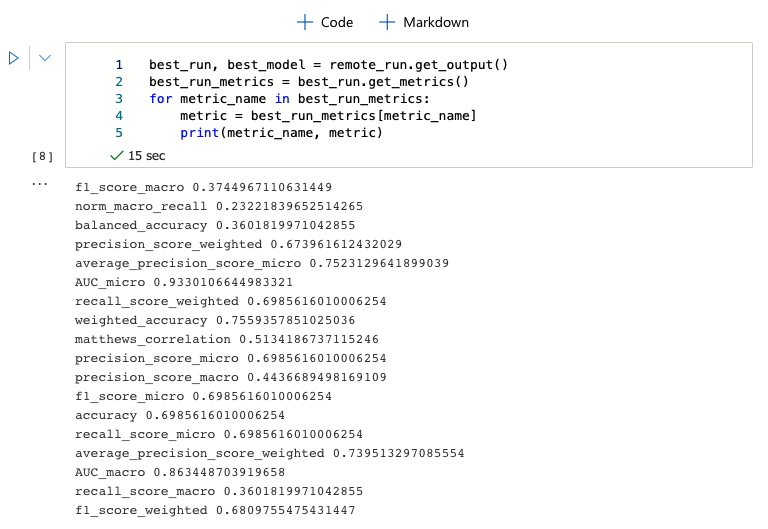 + Code + Markdown
1 best_run, best_model = remote_run.get_output()
2 best_run_metrics = best_run.get_metrics()
3 for metric_name in best_run_metrics:
4     metric = best_run_metrics[metric_name]
5     print(metric_name, metric)
[8] ✓ 15 sec
...
f1_score_macro 0.3744967110631449
norm_macro_recall 0.23221839652514265
balanced_accuracy 0.3601819971042855
precision_score_weighted 0.673961612432029
average_precision_score_micro 0.7523129641899039
AUC_micro 0.9330106644983321
recall_score_weighted 0.6985616010006254
weighted_accuracy 0.7559357851025036
matthews_correlation 0.5134186737115246
precision_score_micro 0.6985616010006254
precision_score_macro 0.4436689498169109
f1_score_micro 0.6985616010006254
accuracy 0.6985616010006254
recall_score_micro 0.6985616010006254
average_precision_score_weighted 0.739513297085554
AUC_macro 0.863448703919658
recall_score_macro 0.3601819971042855
f1_score_weighted 0.6809755475431447